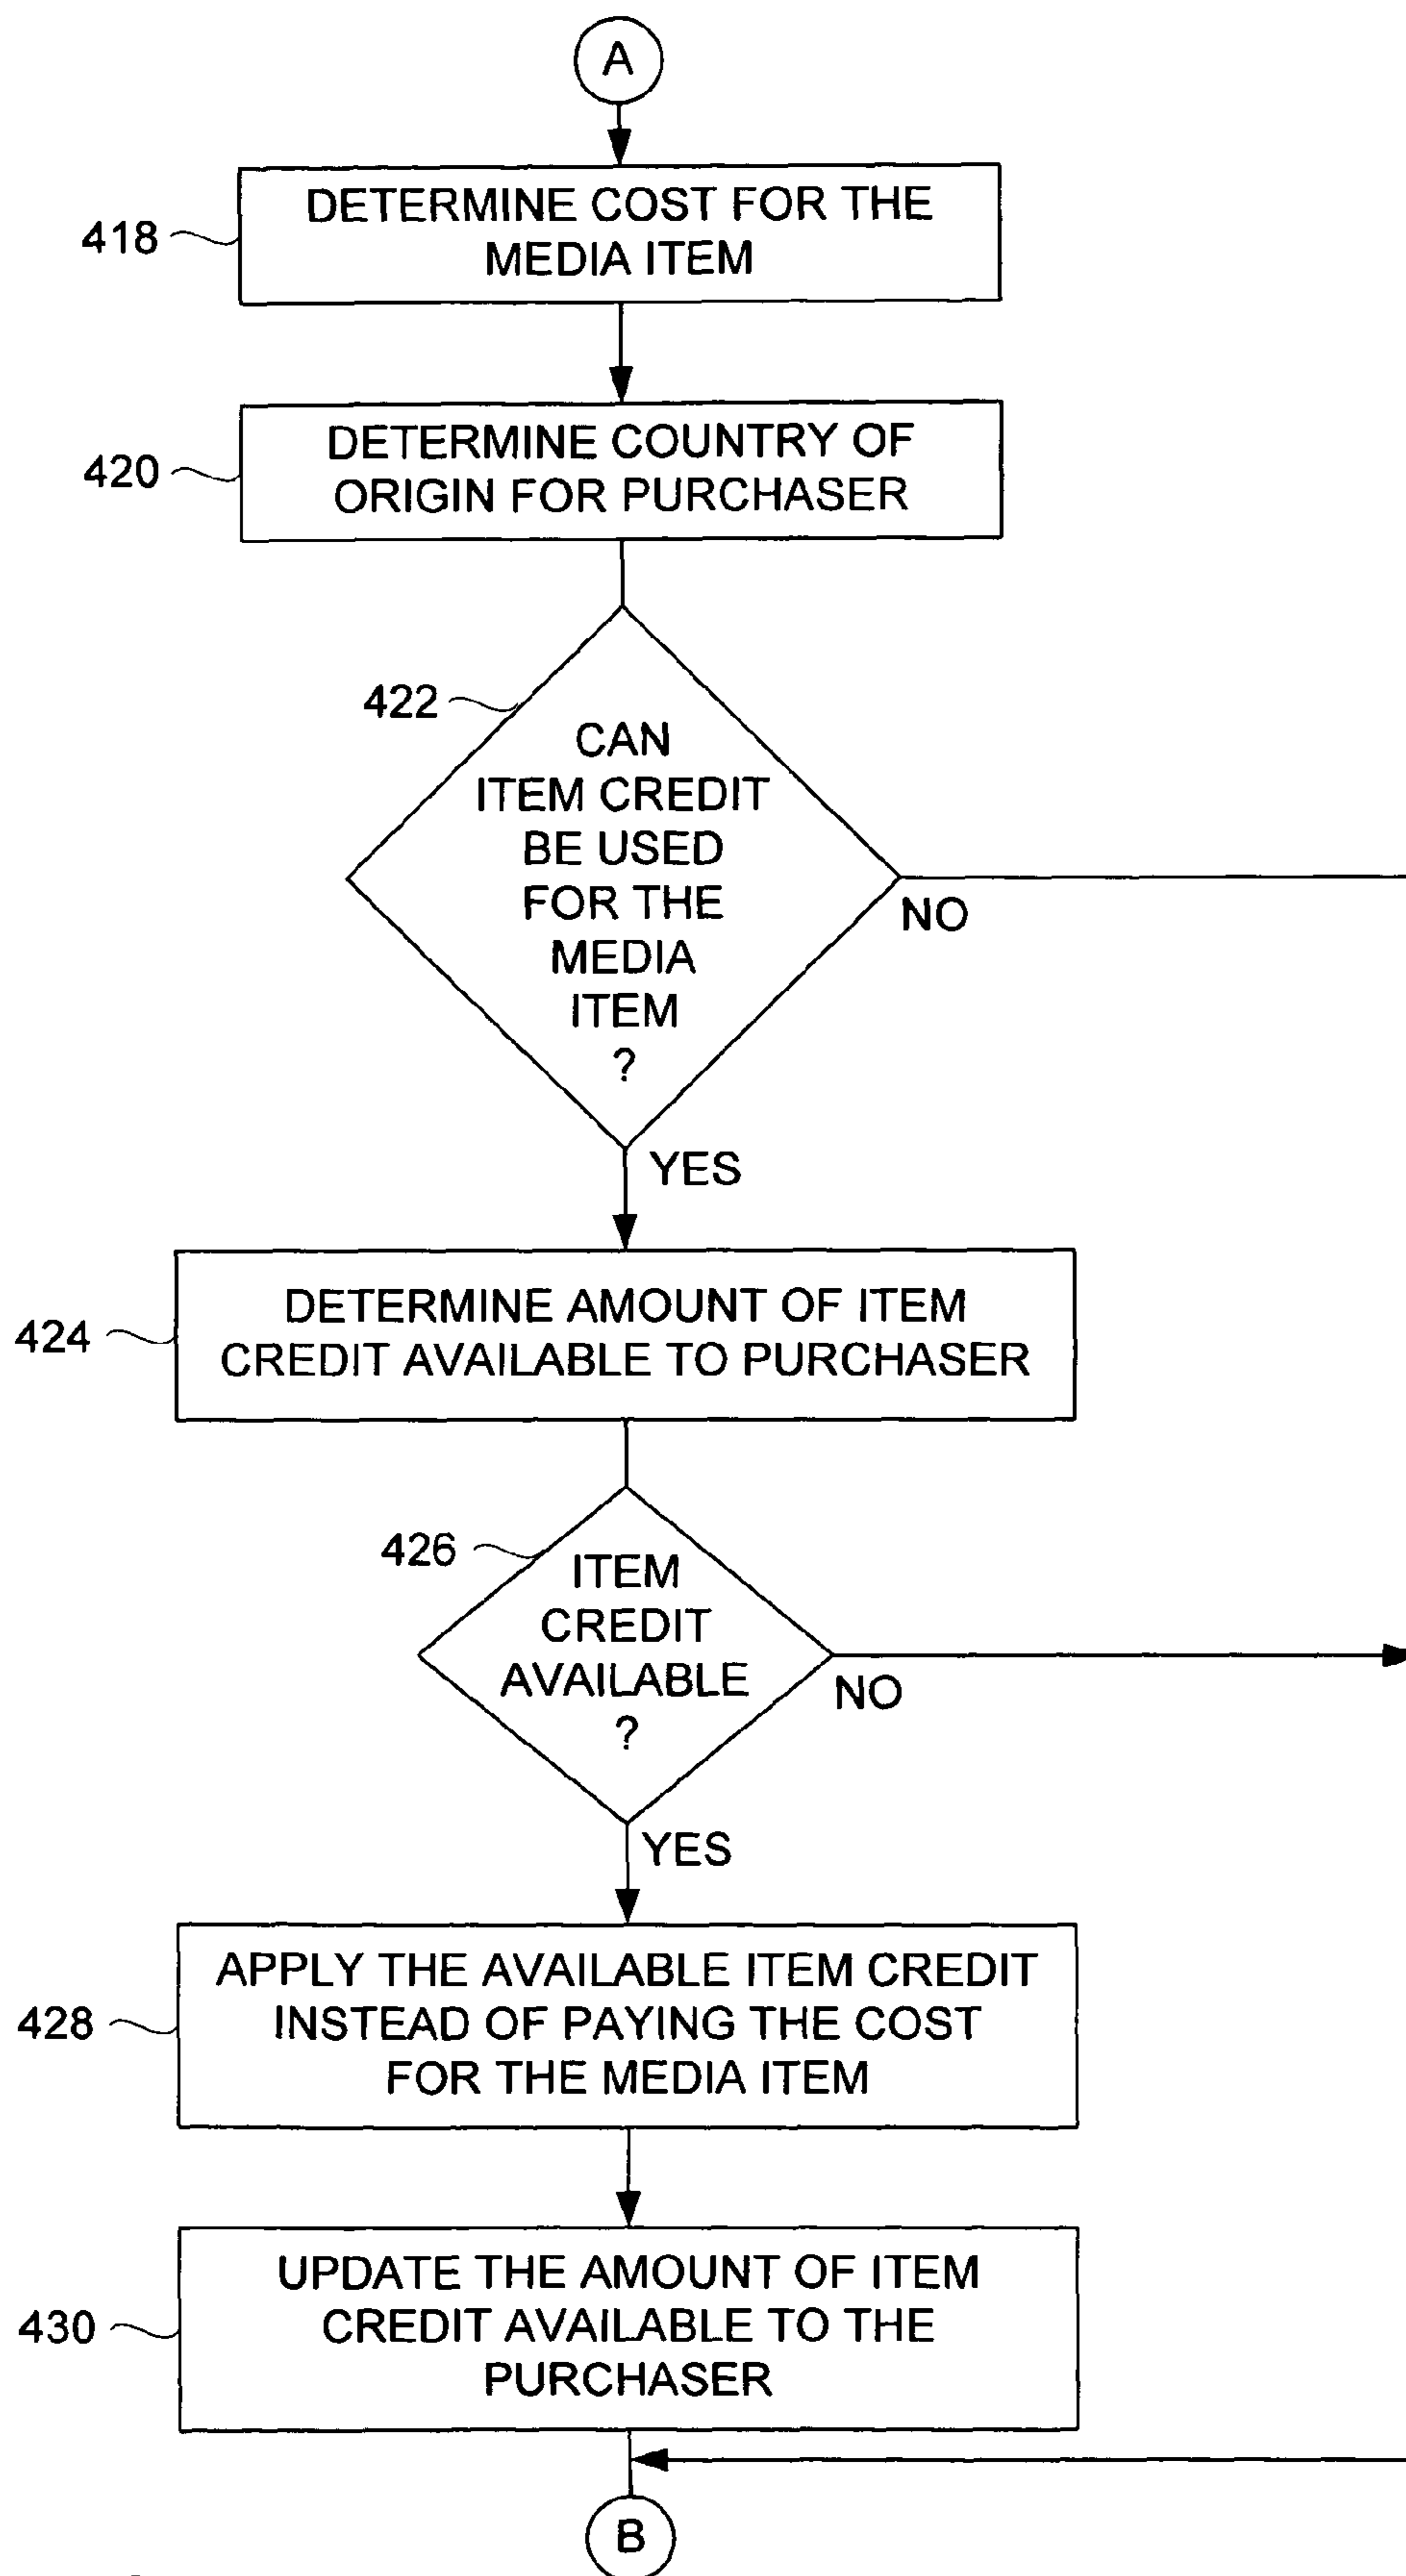 A
DETERMINE COST FOR THE
MEDIA ITEM
418
DETERMINE COUNTRY OF
ORIGIN FOR PURCHASER
420
422
CAN
ITEM CREDIT
BE USED
FOR THE
MEDIA
ITEM
?
NO
YES
DETERMINE AMOUNT OF ITEM
CREDIT AVAILABLE TO PURCHASER
424
426
ITEM
CREDIT
AVAILABLE
?
NO
YES
APPLY THE AVAILABLE ITEM CREDIT
INSTEAD OF PAYING THE COST
FOR THE MEDIA ITEM
428
UPDATE THE AMOUNT OF ITEM
CREDIT AVAILABLE TO THE
PURCHASER
430
B